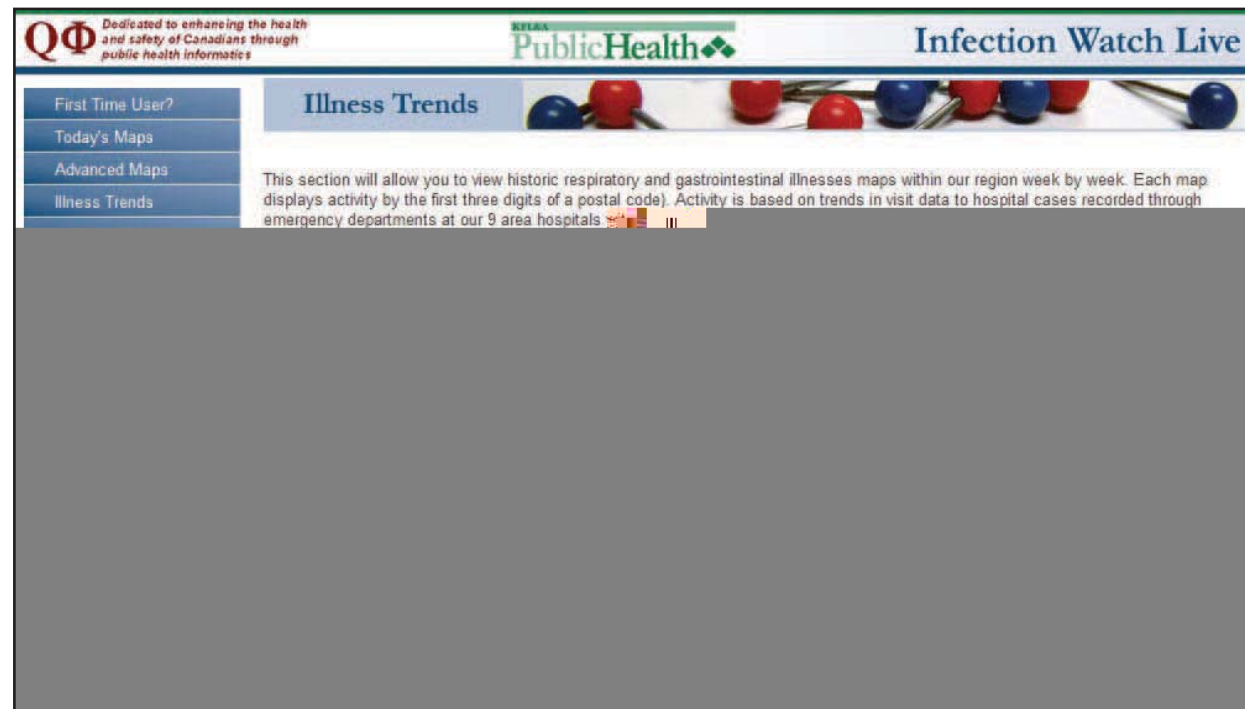 QΦ
Dedicated to enhancing the health
and safety of Canadians through
public health informatics
KFL&A
PublicHealth
Infection Watch Live
First Time User?
Today's Maps
Advanced Maps
Illness Trends
Illness Trends
This section will allow you to view historic respiratory and gastrointestinal illnesses maps within our region week by week. Each map
displays activity by the first three digits of a postal code). Activity is based on trends in visit data to hospital cases recorded through
emergency departments at our 9 area hospitals